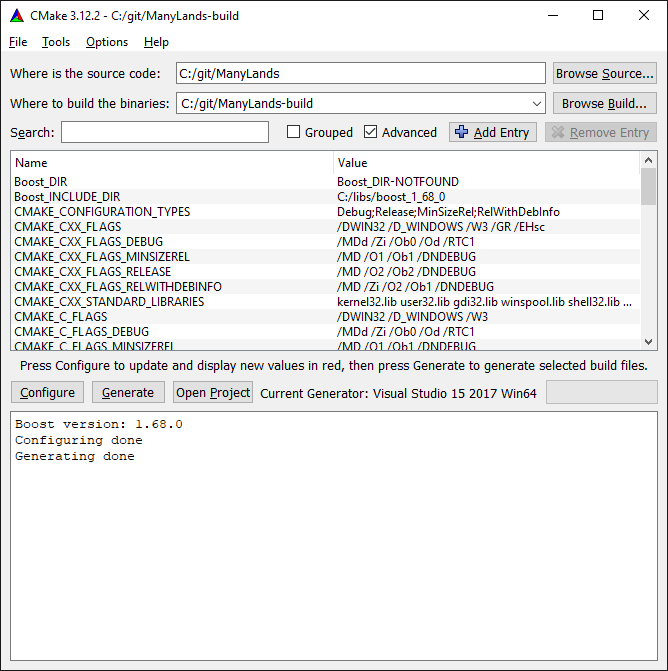 CMake 3.12.2 - C:/git/ManyLands-build
File Tools Options Help
Where is the source code: C:/git/ManyLands Browse Source...
Where to build the binaries: C:/git/ManyLands-build Browse Build...
Search: Grouped Advanced Add Entry Remove Entry
Name Value
Boost_DIR Boost_DIR-NOTFOUND
Boost_INCLUDE_DIR C:/libs/boost_1_68_0
CMAKE_CONFIGURATION_TYPES Debug;Release;MinSizeRel;RelWithDebInfo
CMAKE_CXX_FLAGS /DWIN32 /D_WINDOWS /W3 /GR /EHsc
CMAKE_CXX_FLAGS_DEBUG /MDd /Zi /Ob0 /Od /RTC1
CMAKE_CXX_FLAGS_MINSIZEREL /MD /O1 /Ob1 /DNDEBUG
CMAKE_CXX_FLAGS_RELEASE /MD /O2 /Ob2 /DNDEBUG
CMAKE_CXX_FLAGS_RELWITHDEBINFO /MD /Zi /O2 /Ob1 /DNDEBUG
CMAKE_CXX_STANDARD_LIBRARIES kernel32.lib user32.lib gdi32.lib winspool.lib shell32.lib ...
CMAKE_C_FLAGS /DWIN32 /D_WINDOWS /W3
CMAKE_C_FLAGS_DEBUG /MDd /Zi /Ob0 /Od /RTC1
CMAKE_C_FLAGS_MINSIZEREL /MD /O1 /Ob1 /DNDEBUG
Press Configure to update and display new values in red, then press Generate to generate selected build files.
Configure Generate Open Project Current Generator: Visual Studio 15 2017 Win64
Boost version: 1.68.0
Configuring done
Generating done